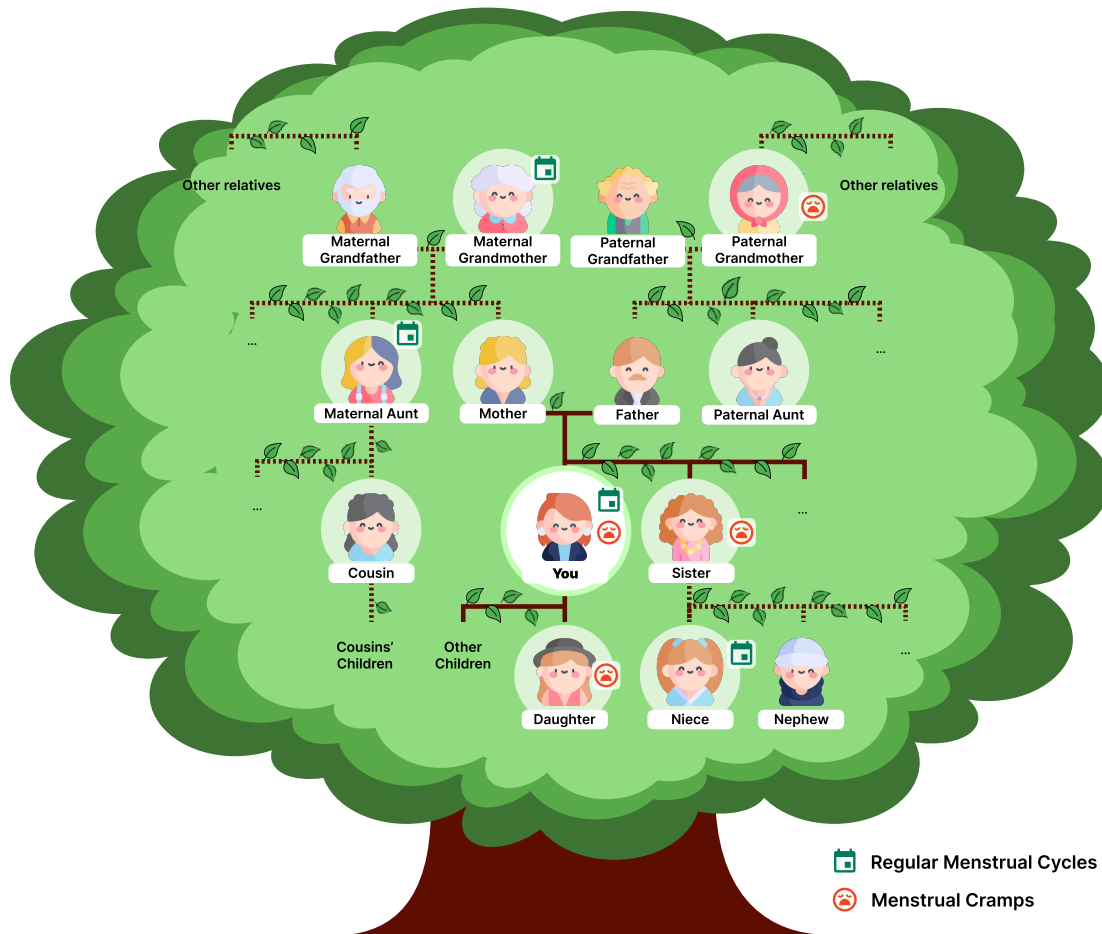 Other relatives
Other relatives
Maternal
Grandfather
Maternal
Grandmother
Paternal
Grandfather
Paternal
Grandmother
...
...
Maternal Aunt
Mother
Father
Paternal Aunt
...
...
Cousin
You
Sister
Cousins’
Children
Other
Children
...
Daughter
Niece
Nephew
Regular Menstrual Cycles
Menstrual Cramps